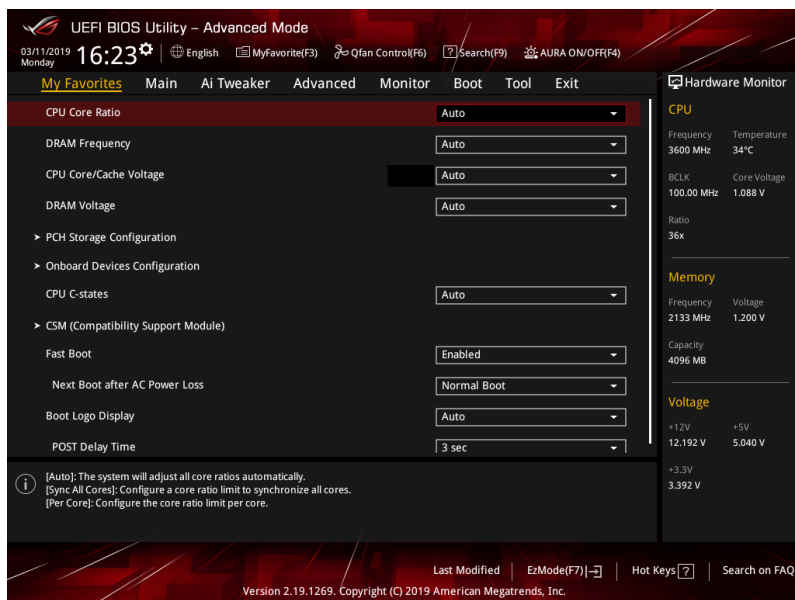 UEFI BIOS Utility – Advanced Mode
03/11/2019
Monday
16:23
English
MyFavorite(F3)
Qfan Control(F6)
? Search(F9)
AURA ON/OFF(F4)
My Favorites Main Ai Tweaker Advanced Monitor Boot Tool Exit
CPU Core Ratio Auto
DRAM Frequency Auto
CPU Core/Cache Voltage Auto
DRAM Voltage Auto
> PCH Storage Configuration
> Onboard Devices Configuration
CPU C-states Auto
> CSM (Compatibility Support Module)
Fast Boot Enabled
Next Boot after AC Power Loss Normal Boot
Boot Logo Display Auto
POST Delay Time 3 sec
[Auto]: The system will adjust all core ratios automatically.
[Sync All Cores]: Configure a core ratio limit to synchronize all cores.
[Per Core]: Configure the core ratio limit per core.
Hardware Monitor
CPU
Frequency Temperature
3600 MHz 34°C
BCLK Core Voltage
100.00 MHz 1.088 V
Ratio
36x
Memory
Frequency Voltage
2133 MHz 1.200 V
Capacity
4096 MB
Voltage
+12V +5V
12.192 V 5.040 V
+3.3V
3.392 V
Last Modified
EzMode(F7)
Hot Keys ?
Search on FAQ
Version 2.19.1269. Copyright (C) 2019 American Megatrends, Inc.